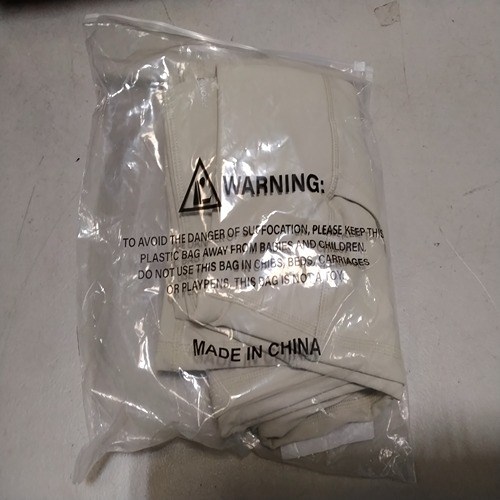 WARNING:
TO AVOID THE DANGER OF SUFFOCATION, PLEASE KEEP THIS
PLASTIC BAG AWAY FROM BABIES AND CHILDREN.
DO NOT USE THIS BAG IN CRIBS, BEDS, CARRIAGES
OR PLAYPENS. THIS BAG IS NOT A TOY.
MADE IN CHINA